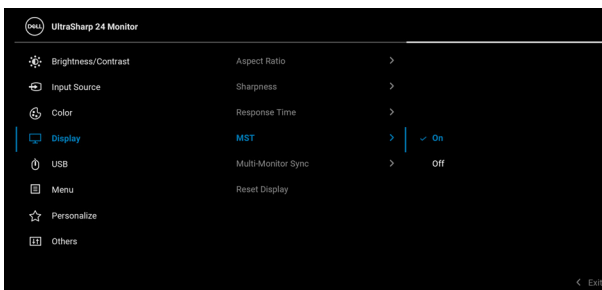 DELL UltraSharp 24 Monitor
Brightness/Contrast Aspect Ratio >
Input Source Sharpness >
Color Response Time >
Display MST > ✓ On
USB Multi-Monitor Sync > Off
Menu Reset Display
Personalize
Others
< Exit